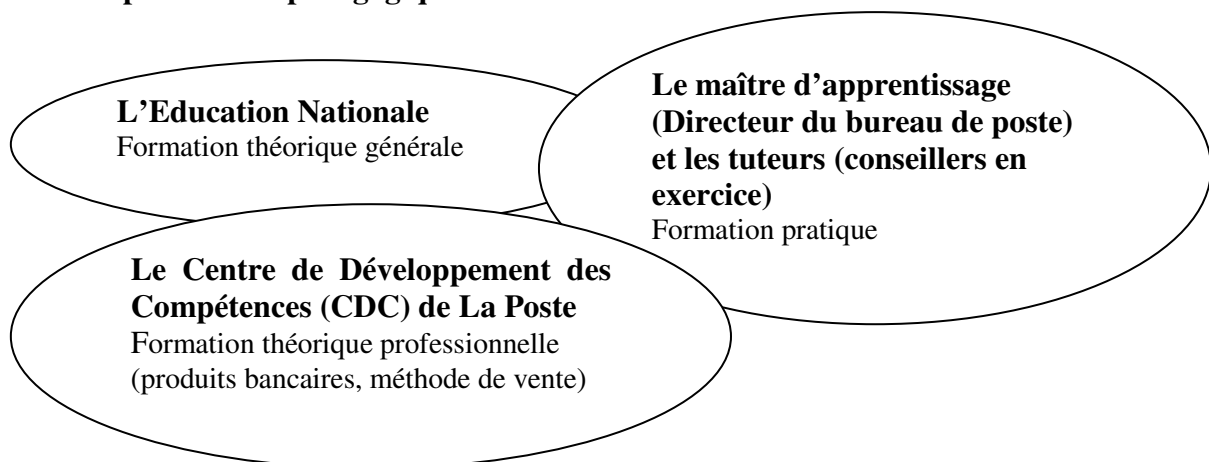 L'Education Nationale
Formation théorique générale
Le maître d'apprentissage
(Directeur du bureau de poste)
et les tuteurs (conseillers en
exercice)
Formation pratique
Le Centre de Développement des
Compétences (CDC) de La Poste
Formation théorique professionnelle
(produits bancaires, méthode de vente)